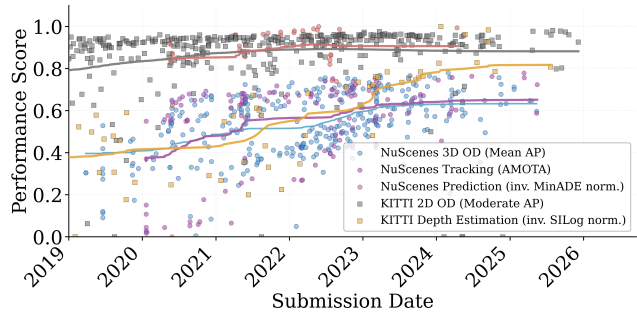 1.0
0.8
0.6
0.4
0.2
0.0
Performance Score
NuScenes 3D OD (Mean AP)
NuScenes Tracking (AMOTA)
NuScenes Prediction (inv. MinADE norm.)
KITTI 2D OD (Moderate AP)
KITTI Depth Estimation (inv. SILog norm.)
2019 2020 2021 2022 2023 2024 2025 2026
Submission Date